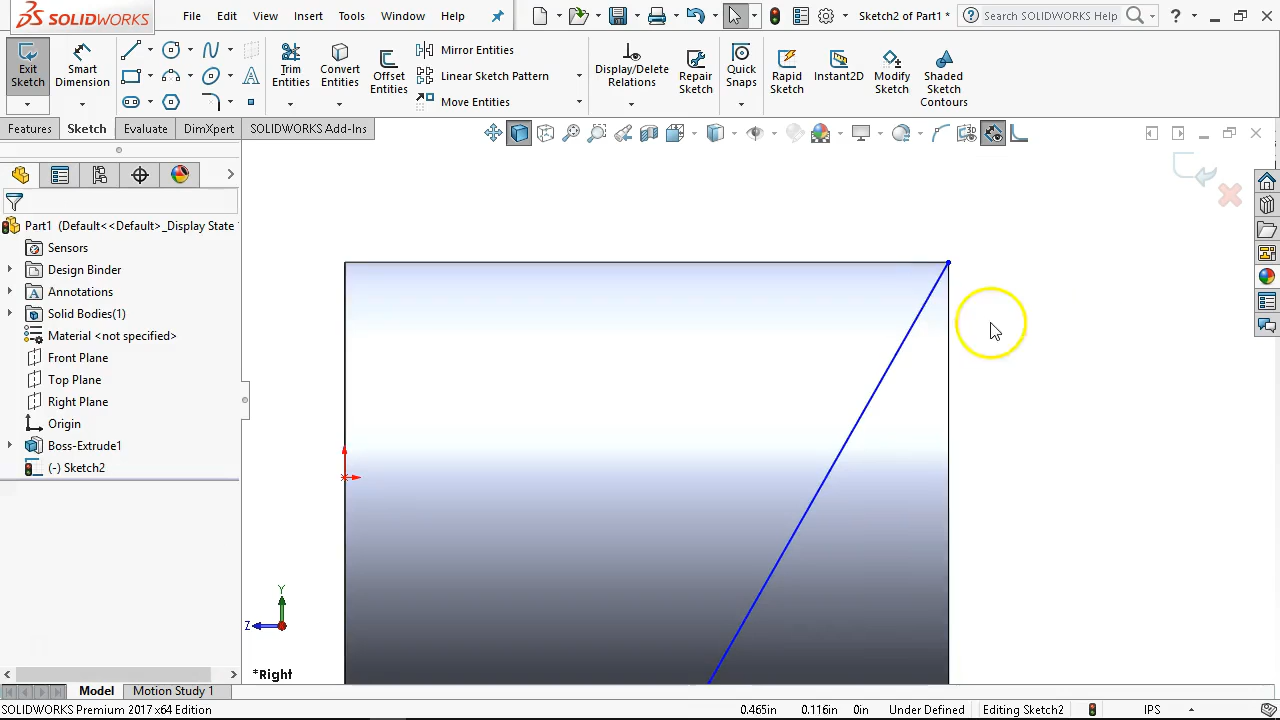 SOLIDWORKS File Edit View Insert Tools Window Help Sketch2 of Part1 * Search SOLIDWORKS Help ?
Exit Sketch
Smart Dimension
Trim Entities
Convert Entities
Offset Entities
Mirror Entities
Linear Sketch Pattern
Move Entities
Display/Delete Relations
Repair Sketch
Quick Snaps
Rapid Sketch
Instant2D
Modify Sketch
Shaded Sketch Contours
Features Sketch Evaluate DimXpert SOLIDWORKS Add-Ins
Part1 (Default<<Default>_Display State
Sensors
Design Binder
Annotations
Solid Bodies(1)
Material <not specified>
Front Plane
Top Plane
Right Plane
Origin
Boss-Extrude1
(-) Sketch2
Y
Z
*Right
Model Motion Study 1
SOLIDWORKS Premium 2017 x64 Edition 0.465in 0.116in 0in Under Defined Editing Sketch2 IPS